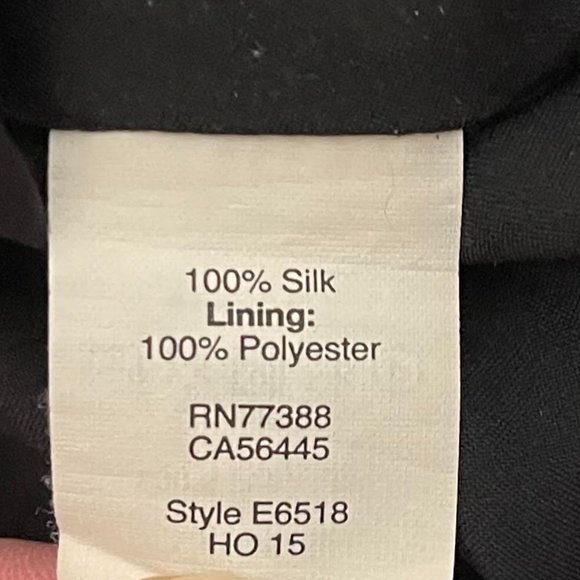 100% Silk
Lining:
100% Polyester
RN77388
CA56445
Style E6518
HO 15